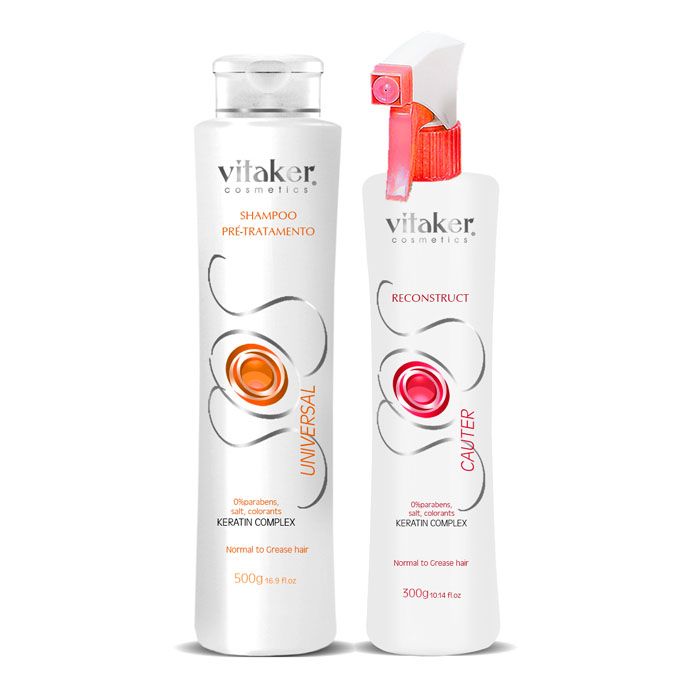 vitaker®
cosmetics
SHAMPOO
PRÉ-TRATAMENTO
UNIVERSAL
0%parabens,
salt, colorants
KERATIN COMPLEX
Normal to Grease hair
500g 16.9 fl.oz
vitaker®
cosmetics
RECONSTRUCT
CAUTER
0%parabens,
salt, colorants
KERATIN COMPLEX
Normal to Grease hair
300g 10.14 fl.oz